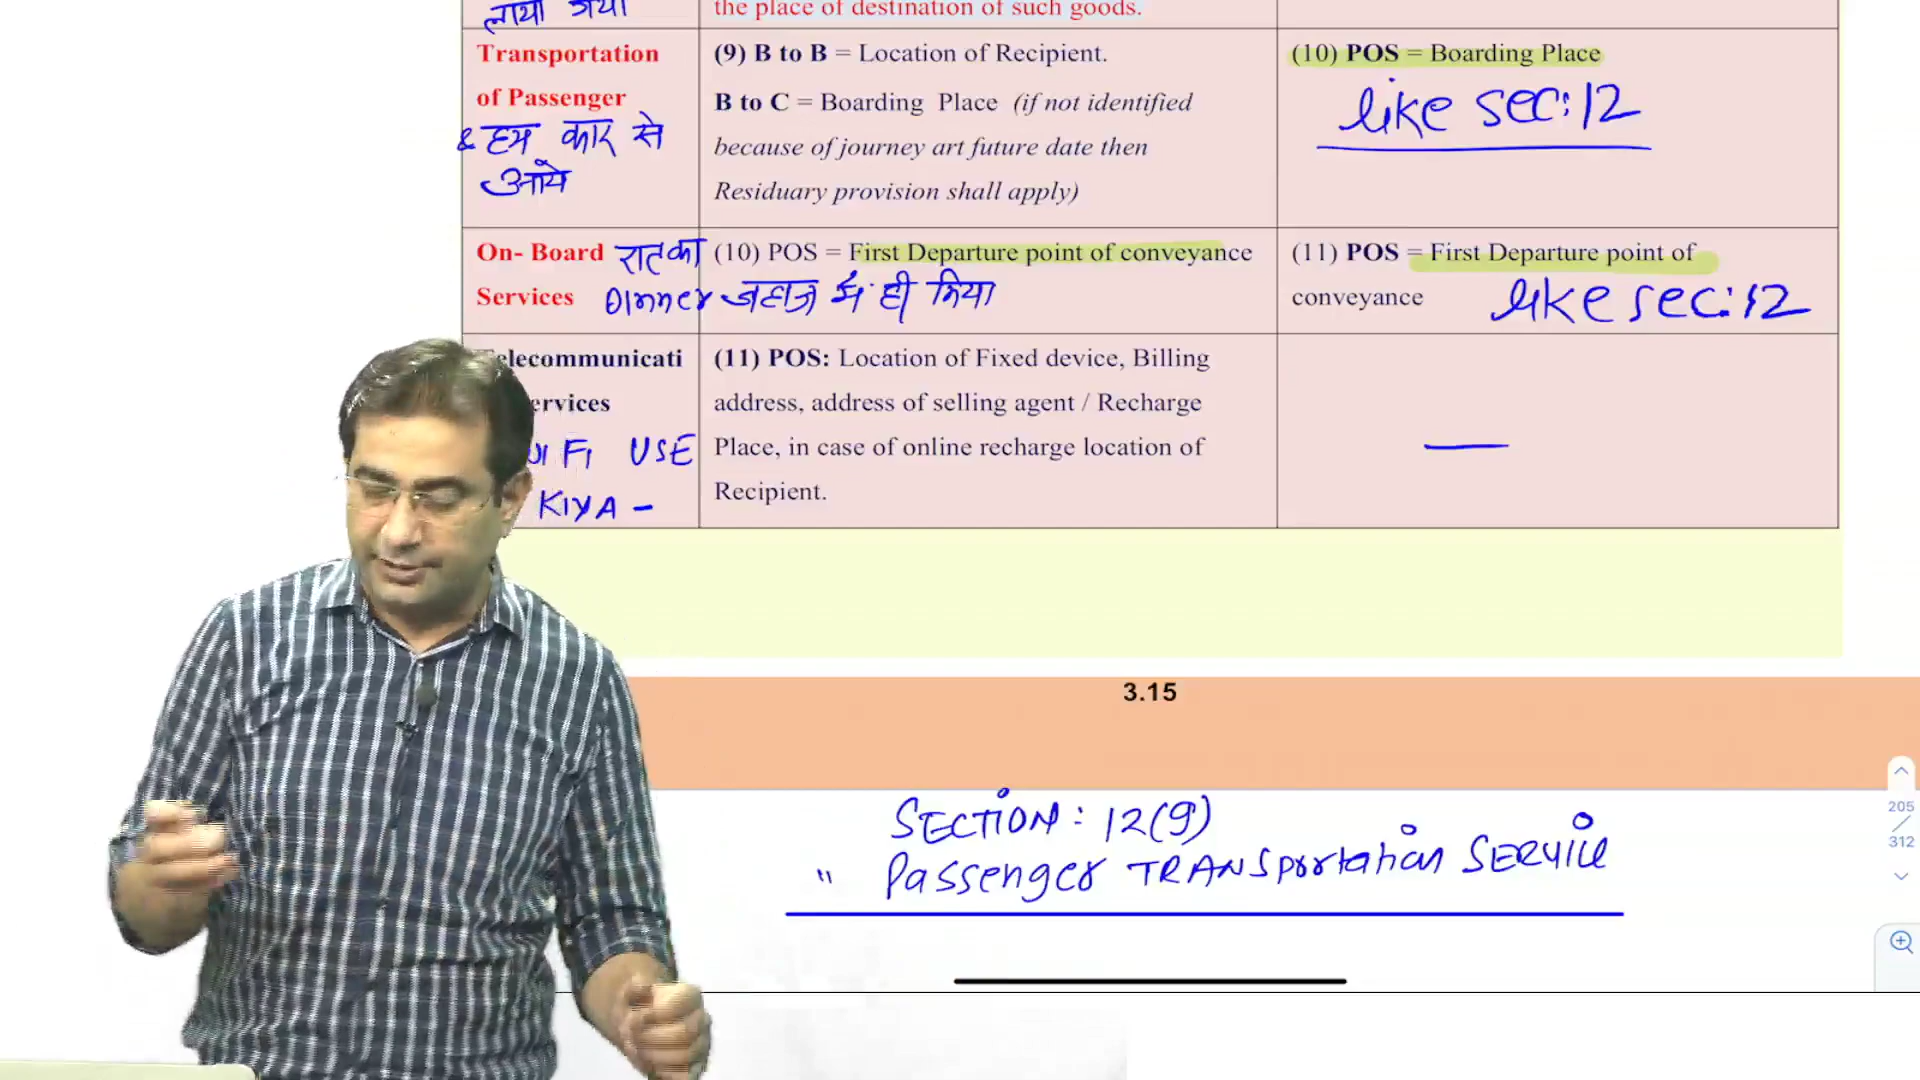 लाया गया
the place of destination of such goods.
Transportation
of Passenger
& हम कार से
आये
(9) B to B = Location of Recipient.
B to C = Boarding Place (if not identified
because of journey art future date then
Residuary provision shall apply)
(10) POS = Boarding Place
like sec:12
On- Board रात का
Services Dinner जहाज में ही किया
(10) POS = First Departure point of conveyance
(11) POS = First Departure point of
conveyance like sec:12
Telecommunicati
ervices
Fi USE
KIYA -
(11) POS: Location of Fixed device, Billing
address, address of selling agent / Recharge
Place, in case of online recharge location of
Recipient.
3.15
SECTION: 12(9)
" Passenger TRANSportation SERVICE
205
/
312